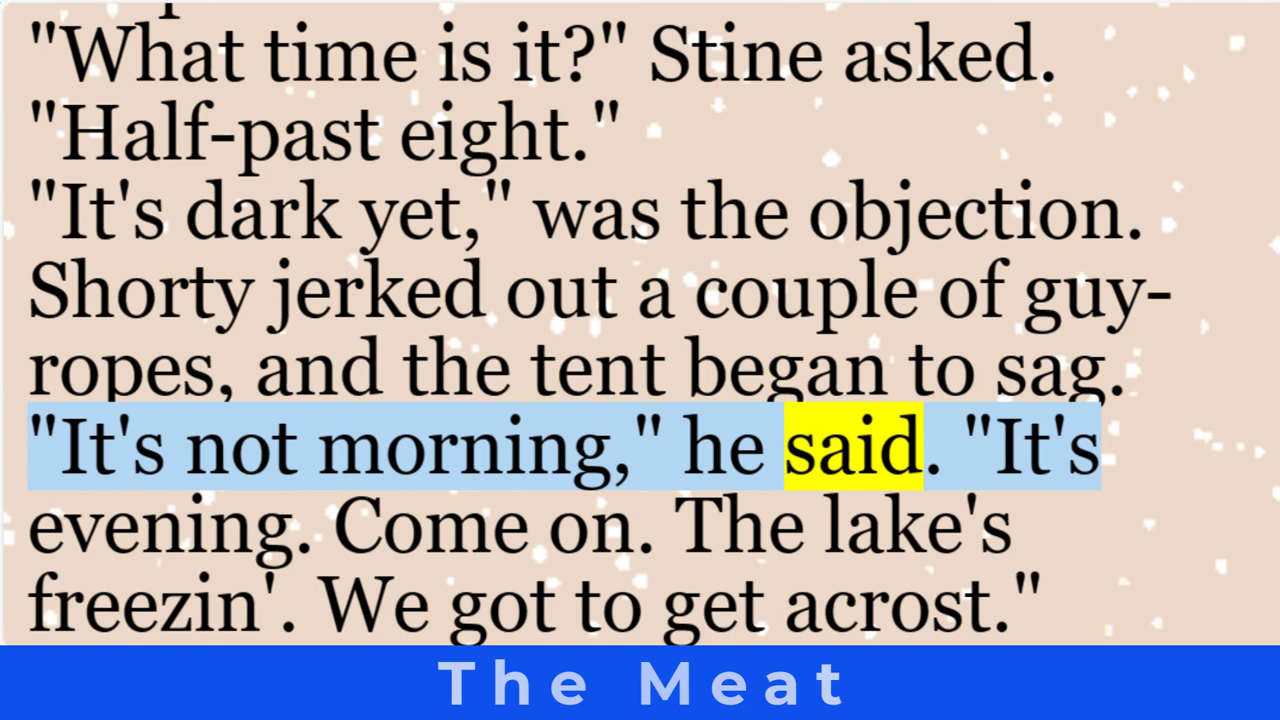 "What time is it?" Stine asked.
"Half-past eight."
"It's dark yet," was the objection.
Shorty jerked out a couple of guy-
ropes, and the tent began to sag.
"It's not morning," he said. "It's
evening. Come on. The lake's
freezin'. We got to get acrost."
The Meat